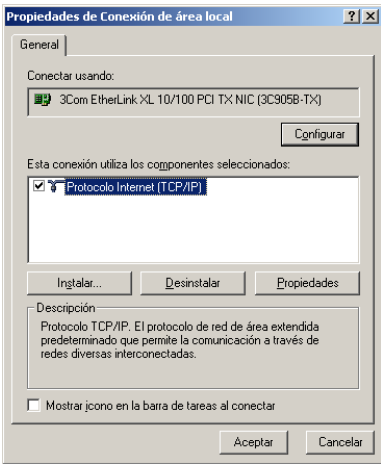 Propiedades de Conexión de área local
General
Conectar usando:
3Com EtherLink XL 10/100 PCI TX NIC (3C905B-TX)
Configurar
Esta conexión utiliza los componentes seleccionados:
Protocolo Internet (TCP/IP)
Instalar... Desinstalar Propiedades
Descripción
Protocolo TCP/IP. El protocolo de red de área extendida
predeterminado que permite la comunicación a través de
redes diversas interconectadas.
Mostrar icono en la barra de tareas al conectar
Aceptar Cancelar